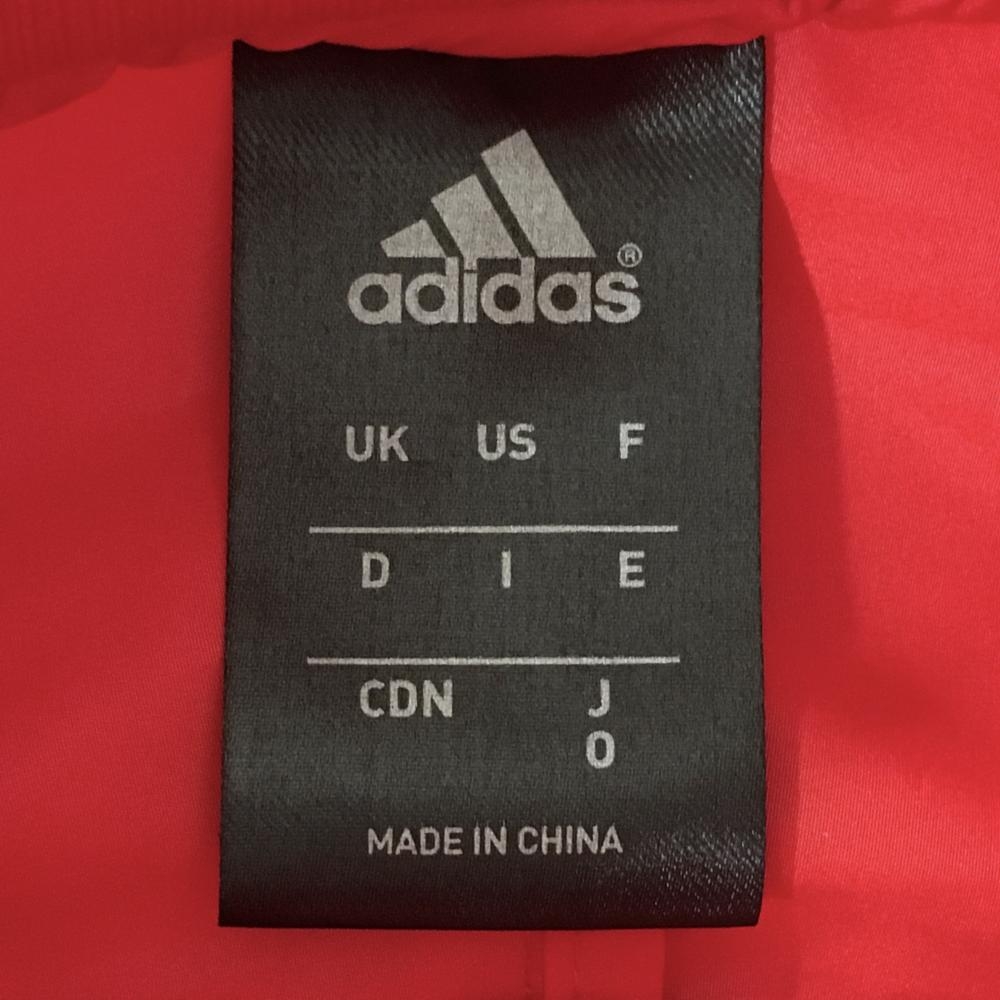 adidas®
UK US F
D I E
CDN J
O
MADE IN CHINA